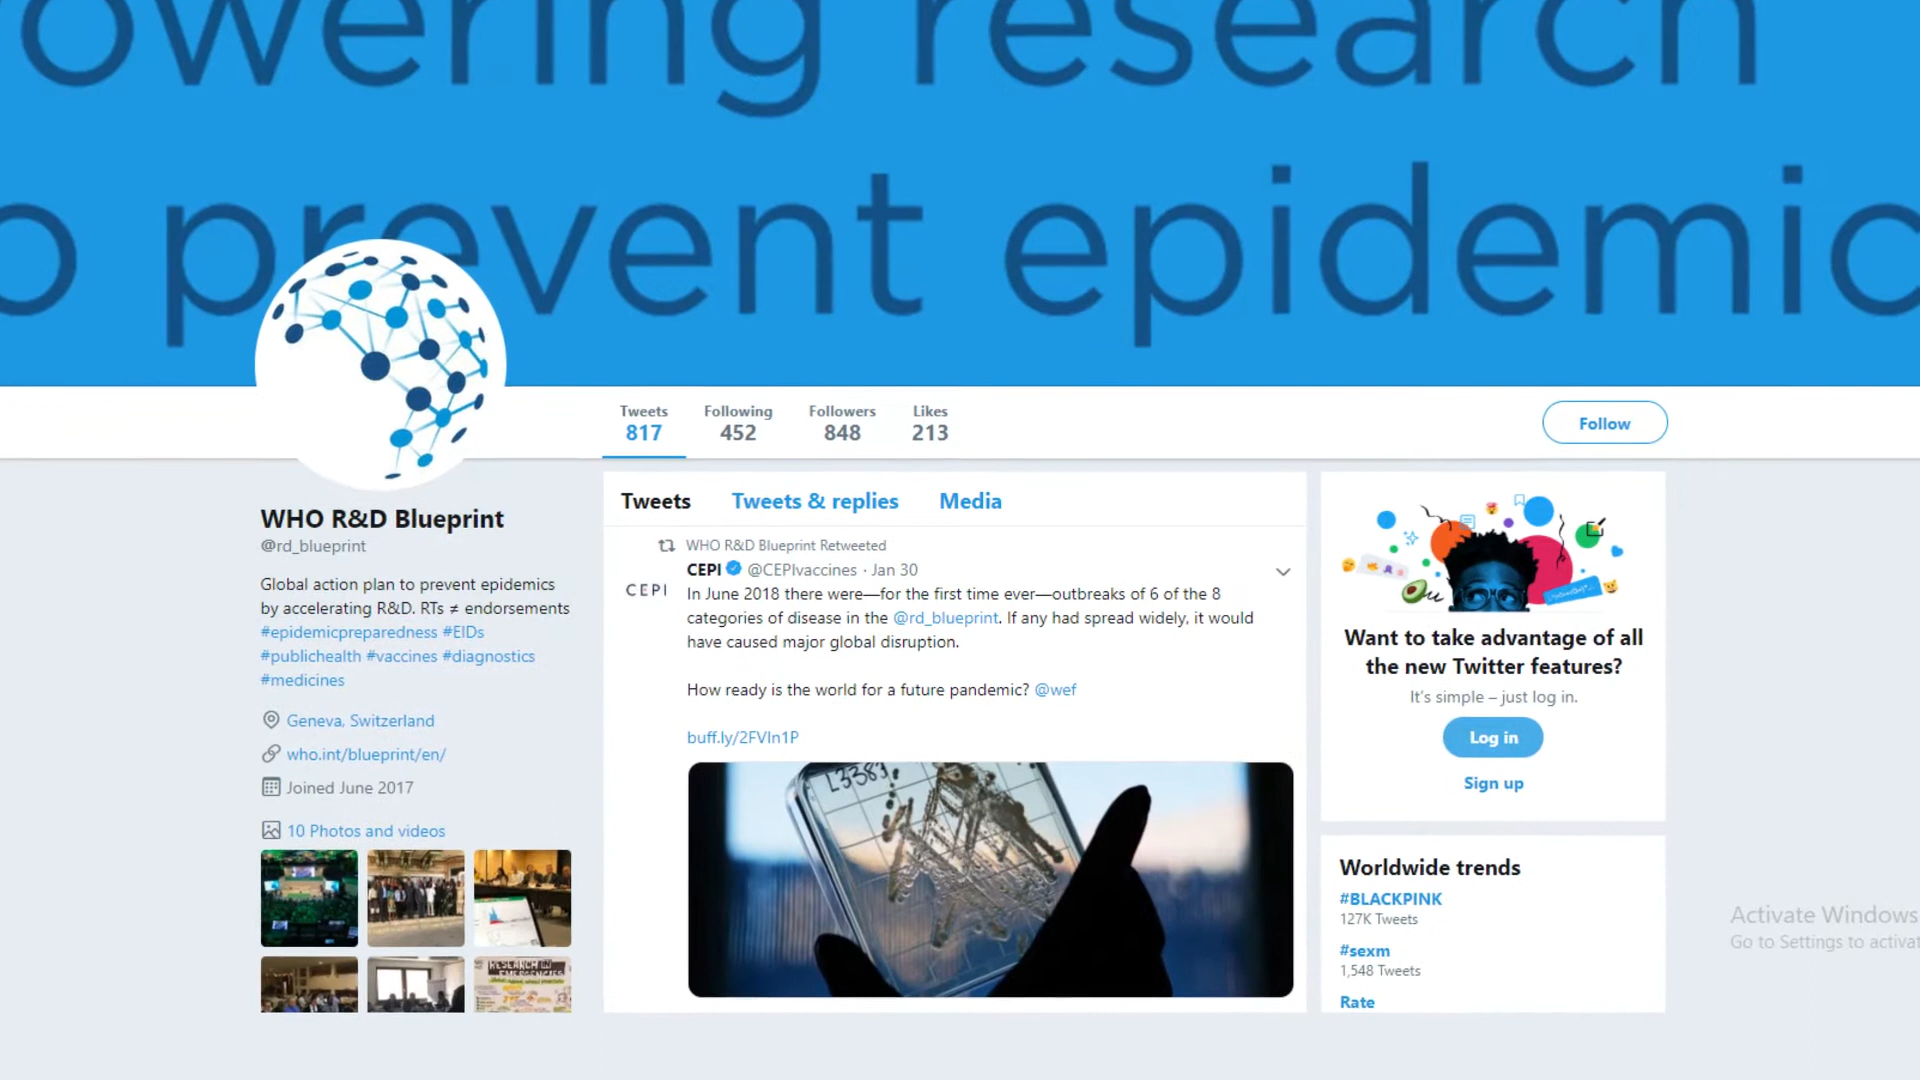 owering research
o prevent epidemic
Tweets
817
Following
452
Followers
848
Likes
213
Follow
WHO R&D Blueprint
@rd_blueprint
Global action plan to prevent epidemics
by accelerating R&D. RTs ≠ endorsements
#epidemicpreparedness #EIDs
#publichealth #vaccines #diagnostics
#medicines
Geneva, Switzerland
who.int/blueprint/en/
Joined June 2017
10 Photos and videos
RESEARCH IN
EMERGENCIES
Tweets
Tweets & replies
Media
WHO R&D Blueprint Retweeted
CEPI
CEPI @CEPIvaccines · Jan 30
In June 2018 there were—for the first time ever—outbreaks of 6 of the 8
categories of disease in the @rd_blueprint. If any had spread widely, it would
have caused major global disruption.
How ready is the world for a future pandemic? @wef
buff.ly/2FVIn1P
L3383
Want to take advantage of all
the new Twitter features?
It's simple – just log in.
Log in
Sign up
Worldwide trends
#BLACKPINK
127K Tweets
#sexm
1,548 Tweets
Rate
Activate Windows
Go to Settings to activat